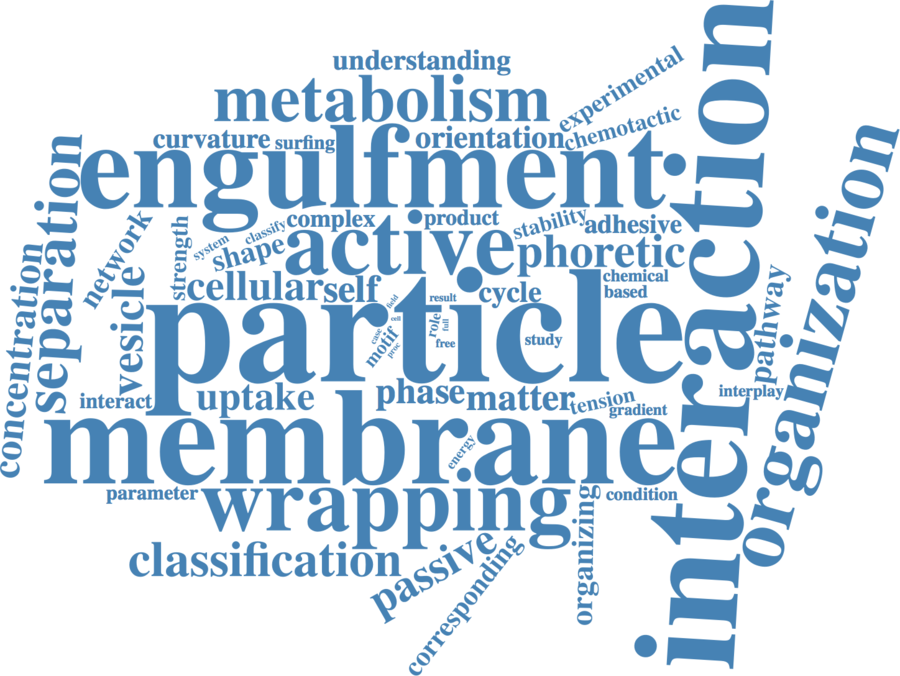 understanding
metabolism
experimental
chemotactic
curvature
surfing
orientation
engulfment
interaction
organization
separation
concentration
network
strength
system
classify
complex
product
stability
adhesive
shape
active
phoretic
vesicle
cellular
self
field
result
cycle
chemical
based
pathway
particle
cell
case
motif
proc
role
full
free
study
interact
uptake
phase
matter
tension
gradient
interplay
membrane
energy
parameter
wrapping
condition
organizing
classification
passive
corresponding